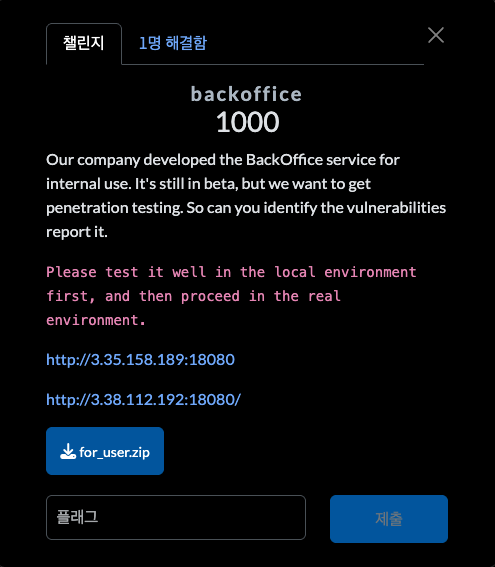 챌린지
1명 해결함
backoffice
1000
Our company developed the BackOffice service for
internal use. It's still in beta, but we want to get
penetration testing. So can you identify the vulnerabilities
report it.
Please test it well in the local environment
first, and then proceed in the real
environment.
http://3.35.158.189:18080
http://3.38.112.192:18080/
for_user.zip
플래그
제출